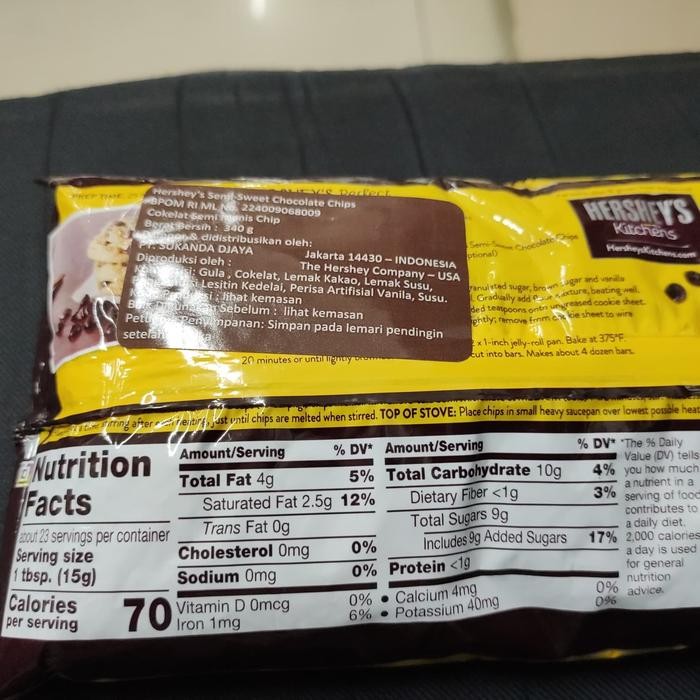 PREP TIME: 25
Hershey's Semi-Sweet Chocolate Chips
BPOM RI ML No. 224009068009
Cokelat Semi Manis Chip
Berat Bersih : 340 g
& didistribusikan oleh:
PT. SUKANDA DJAYA
Jakarta 14430 – INDONESIA
Diproduksi oleh :
The Hershey Company – USA
: Gula , Cokelat, Lemak Kakao, Lemak Susu,
Lesitin Kedelai, Perisa Artifisial Vanila, Susu.
: lihat kemasan
Sebelum : lihat kemasan
Penyimpanan: Simpan pada lemari pendingin
setelah
HERSHEY'S
Kitchens
HersheysKitchens.com
Semi-Sweet Chocolate Chips
optional)
granulated sugar, brown sugar and vanilla
Gradually add flour mixture, beating well.
teaspoons onto ungreased cookie sheet.
lightly; remove from cookie sheet to wire
x 1-inch jelly-roll pan. Bake at 375°F.
20 minutes or until lightly
cut into bars. Makes about 4 dozen bars.
stirring after each heating, just until chips are melted when stirred. TOP OF STOVE: Place chips in small heavy saucepan over lowest possible heat
Nutrition
Facts
about 23 servings per container
Serving size
1 tbsp. (15g)
Calories
per serving
70
Amount/Serving % DV*
Total Fat 4g 5%
Saturated Fat 2.5g 12%
Trans Fat 0g
Cholesterol 0mg 0%
Sodium 0mg 0%
Vitamin D 0mcg 0%
Iron 1mg 6%
Amount/Serving % DV*
Total Carbohydrate 10g 4%
Dietary Fiber <1g 3%
Total Sugars 9g
Includes 9g Added Sugars 17%
Protein <1g
• Calcium 4mg 0%
• Potassium 40mg 0%
*The % Daily
Value (DV) tells
you how much
a nutrient in a
serving of food
contributes to
a daily diet.
2,000 calories
a day is used
for general
nutrition
advice.